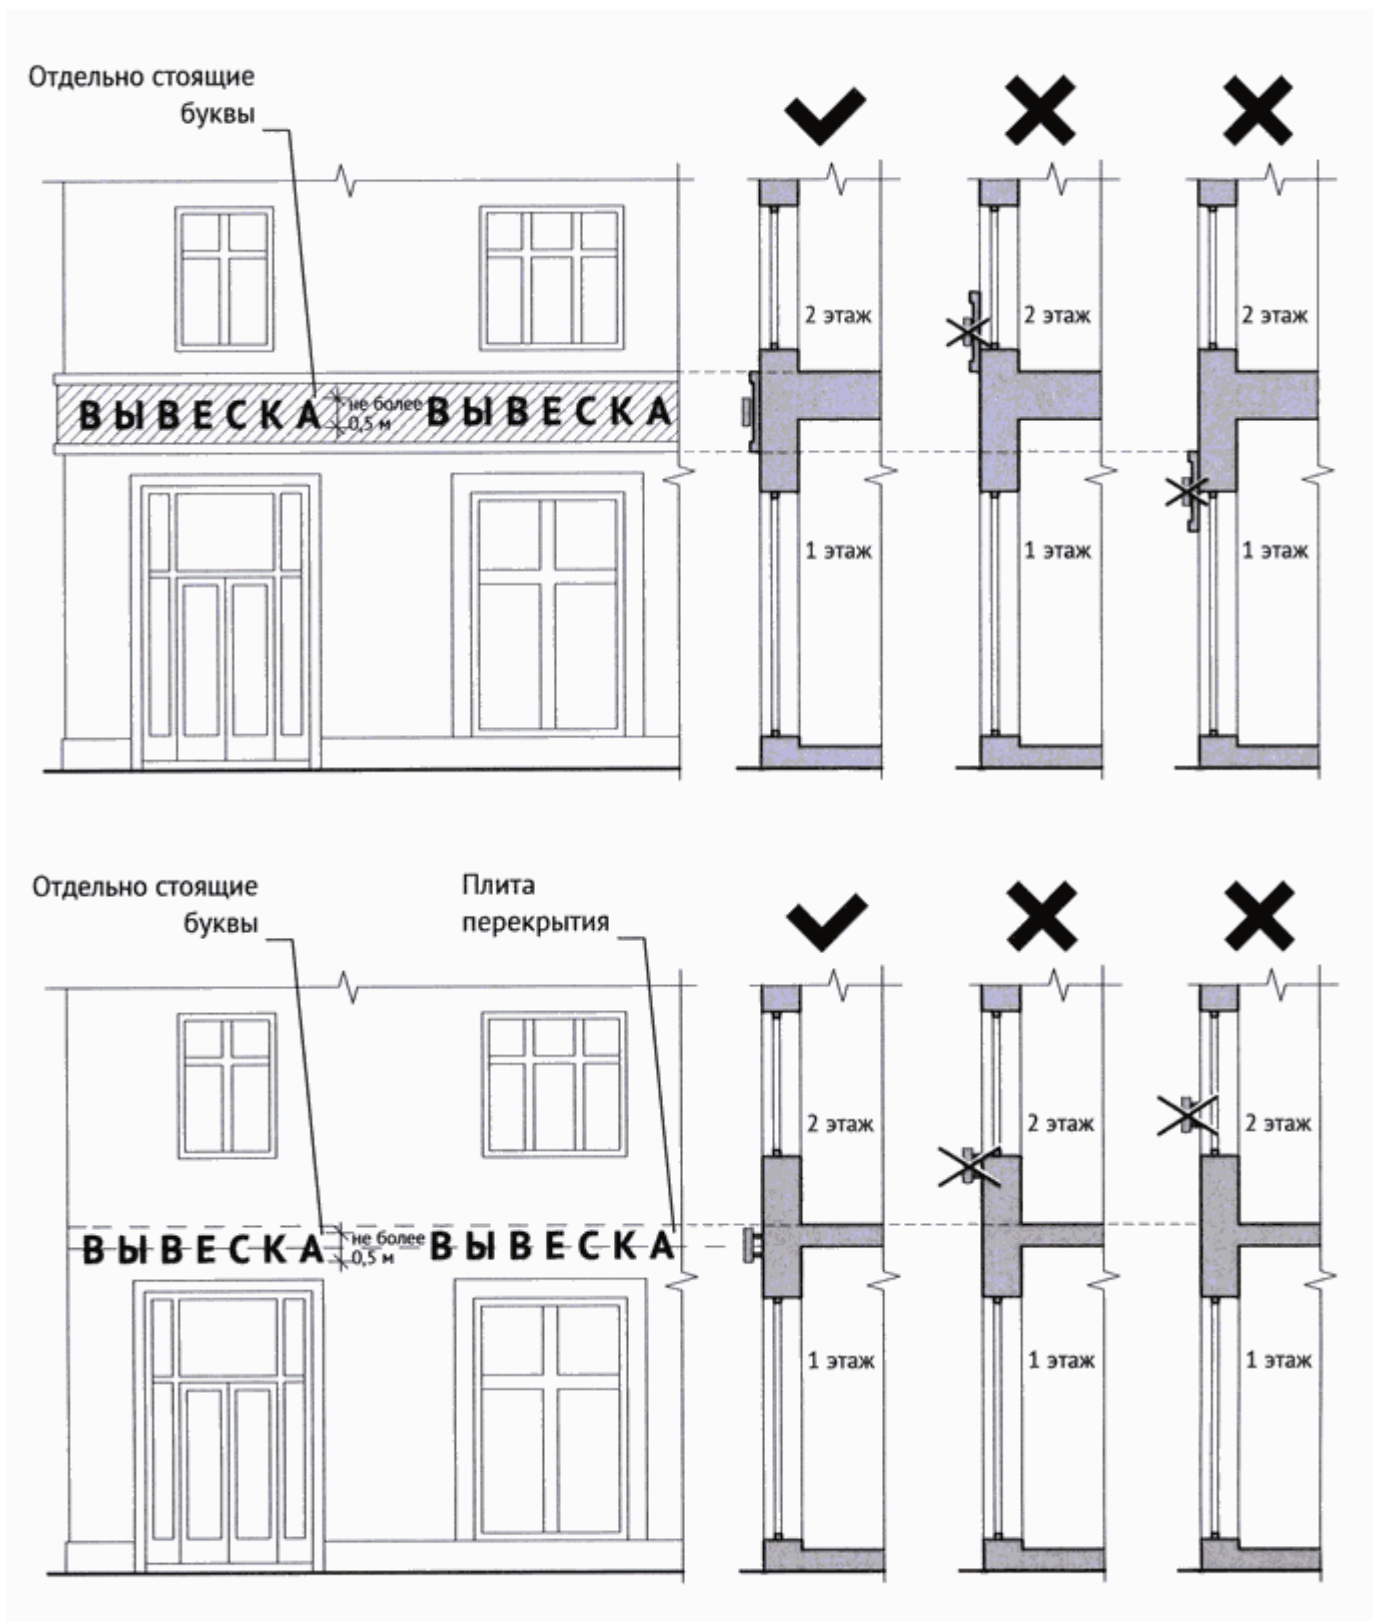 Отдельно стоящие
буквы
2 этаж
2 этаж
2 этаж
ВЫВЕСКА
не более
0,5 м
ВЫВЕСКА
1 этаж
1 этаж
1 этаж
Отдельно стоящие
буквы
Плита
перекрытия
2 этаж
2 этаж
2 этаж
ВЫВЕСКА
не более
0,5 м
ВЫВЕСКА
1 этаж
1 этаж
1 этаж